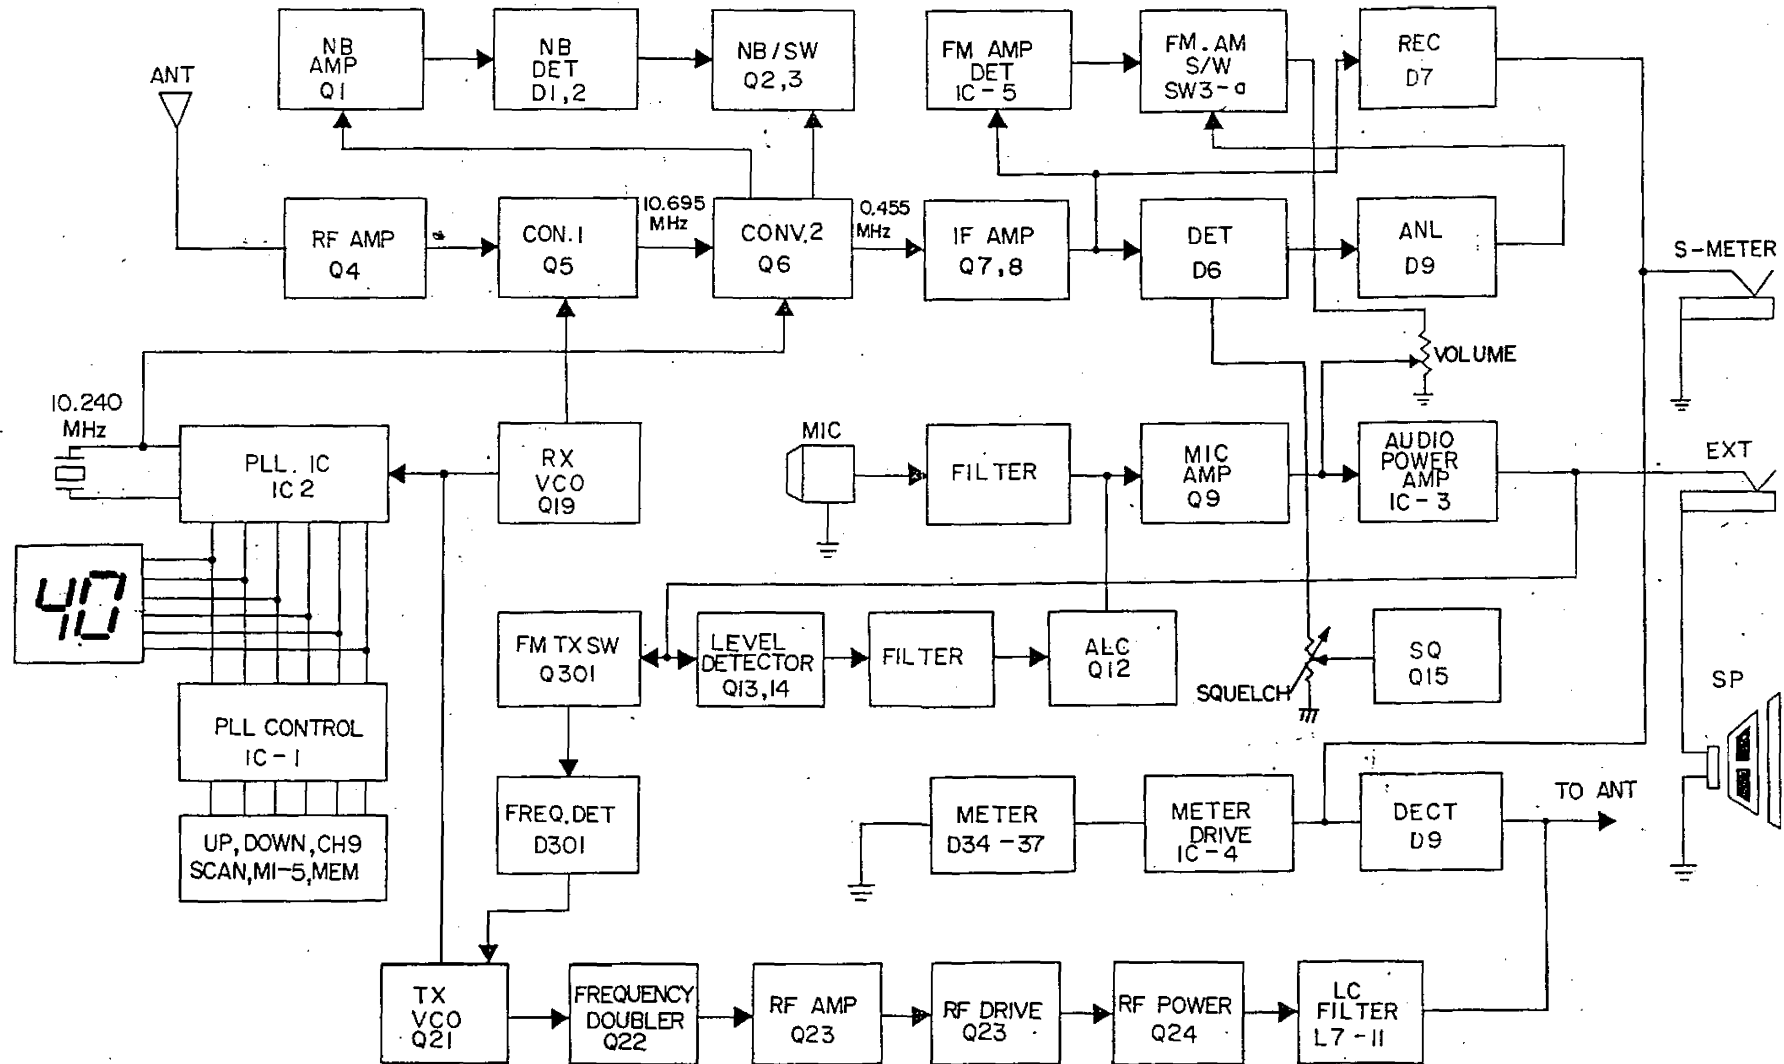 ANT
NB
AMP
Q1
NB
DET
D1,2
NB/SW
Q2,3
FM AMP
DET
IC-5
FM.AM
S/W
SW3-a
REC
D7
RF AMP
Q4
CON.1
Q5
10.695
MHz
CONV.2
Q6
0.455
MHz
IF AMP
Q7,8
DET
D6
ANL
D9
S-METER
VOLUME
10.240
MHz
PLL. IC
IC2
RX
VCO
Q19
MIC
FILTER
MIC
AMP
Q9
AUDIO
POWER
AMP
IC-3
EXT
40
FM TX SW
Q301
LEVEL
DETECTOR
Q13,14
FILTER
ALC
Q12
SQUELCH
SQ
Q15
SP
PLL CONTROL
IC-1
UP, DOWN, CH9
SCAN, M1-5, MEM
FREQ. DET
D301
METER
D34-37
METER
DRIVE
IC-4
DECT
D9
TO ANT
TX
VCO
Q21
FREQUENCY
DOUBLER
Q22
RF AMP
Q23
RF DRIVE
Q23
RF POWER
Q24
LC
FILTER
L7-11